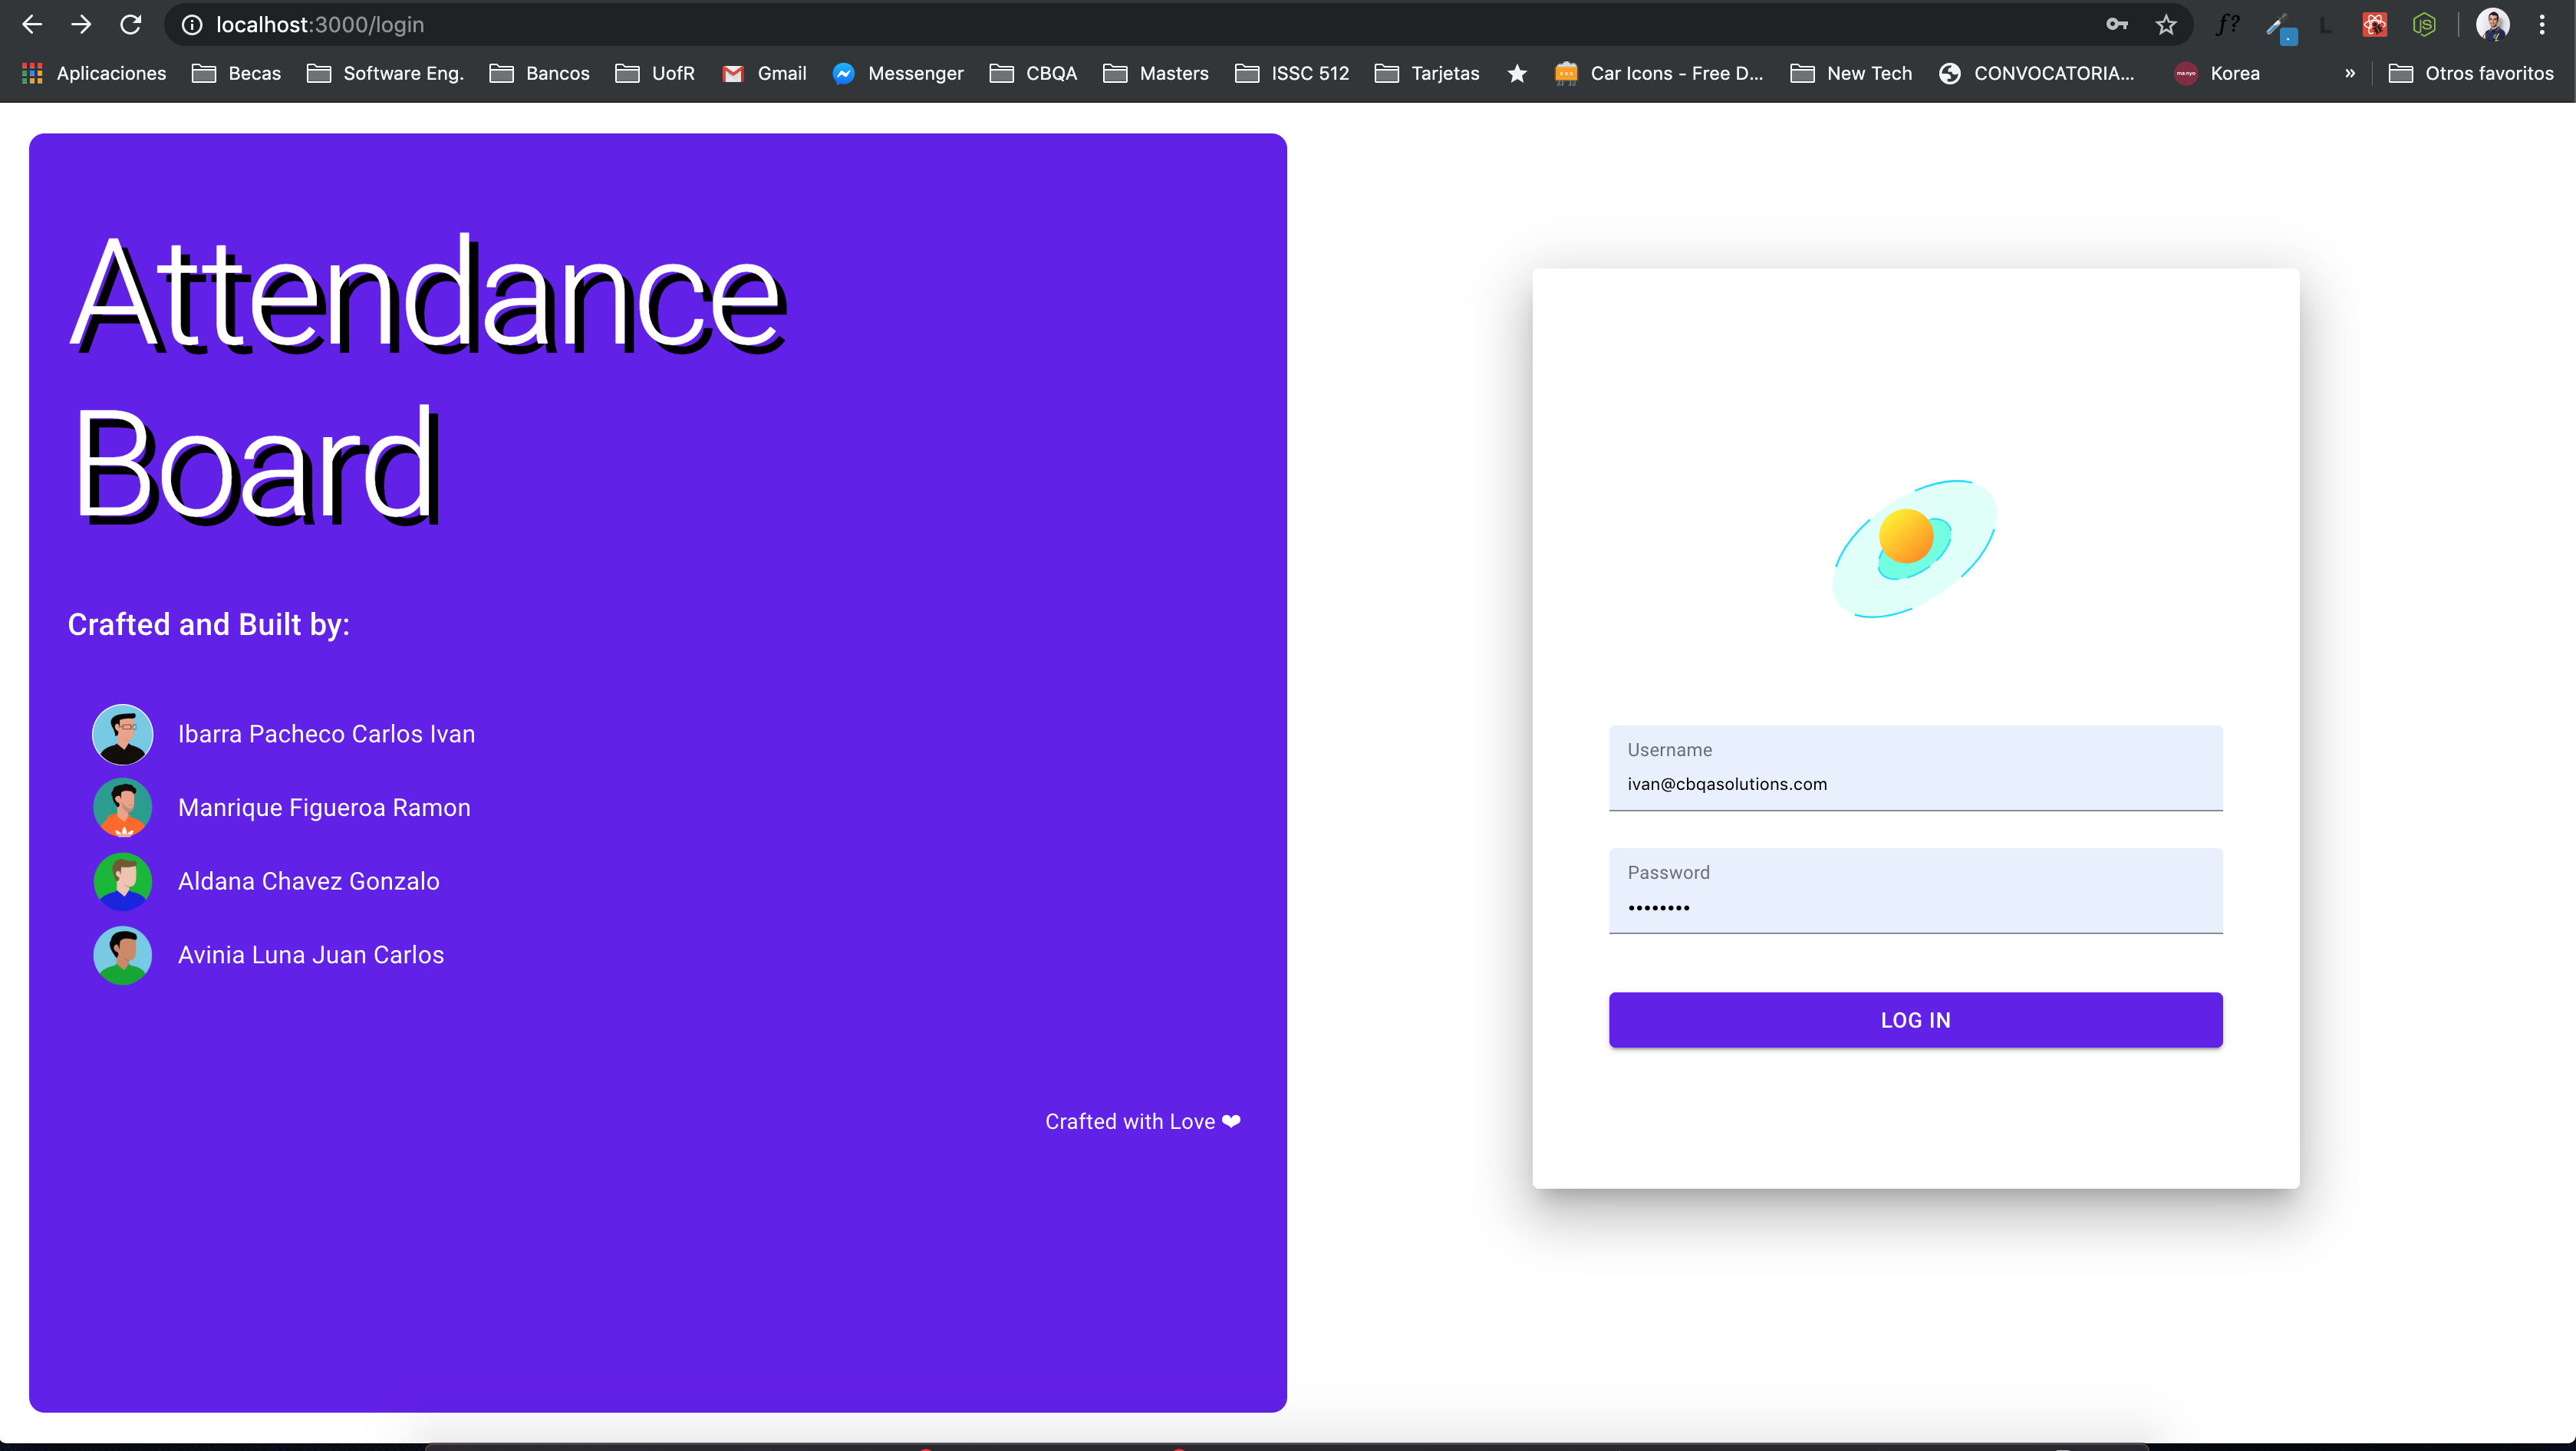 localhost:3000/login
Aplicaciones Becas Software Eng. Bancos UofR Gmail Messenger CBQA Masters ISSC 512 Tarjetas Car Icons - Free D... New Tech CONVOCATORIA... Korea » Otros favoritos
Attendance
Board
Crafted and Built by:
Ibarra Pacheco Carlos Ivan
Manrique Figueroa Ramon
Aldana Chavez Gonzalo
Avinia Luna Juan Carlos
Crafted with Love ❤
Username
ivan@cbqasolutions.com
Password
••••••••
LOG IN